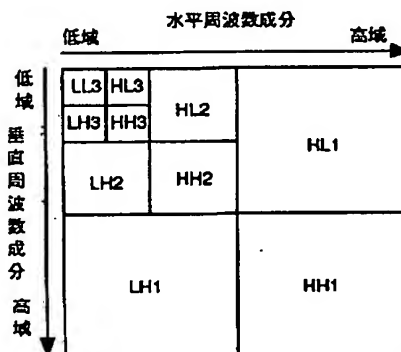 水平周波数成分
低域 高域
低域 垂直周波数成分 高域
LL3 HL3
LH3 HH3
HL2
HL1
LH2 HH2
LH1 HH1